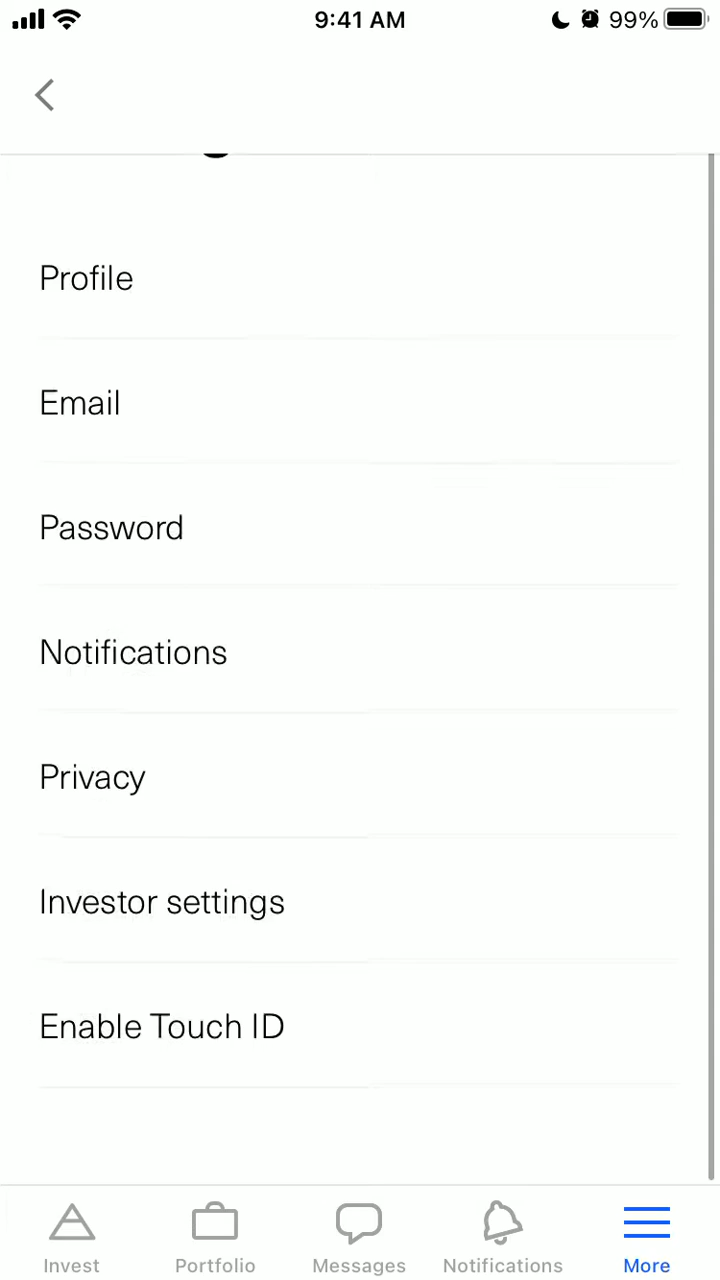 9:41 AM
99%
Profile
Email
Password
Notifications
Privacy
Investor settings
Enable Touch ID
Invest
Portfolio
Messages
Notifications
More